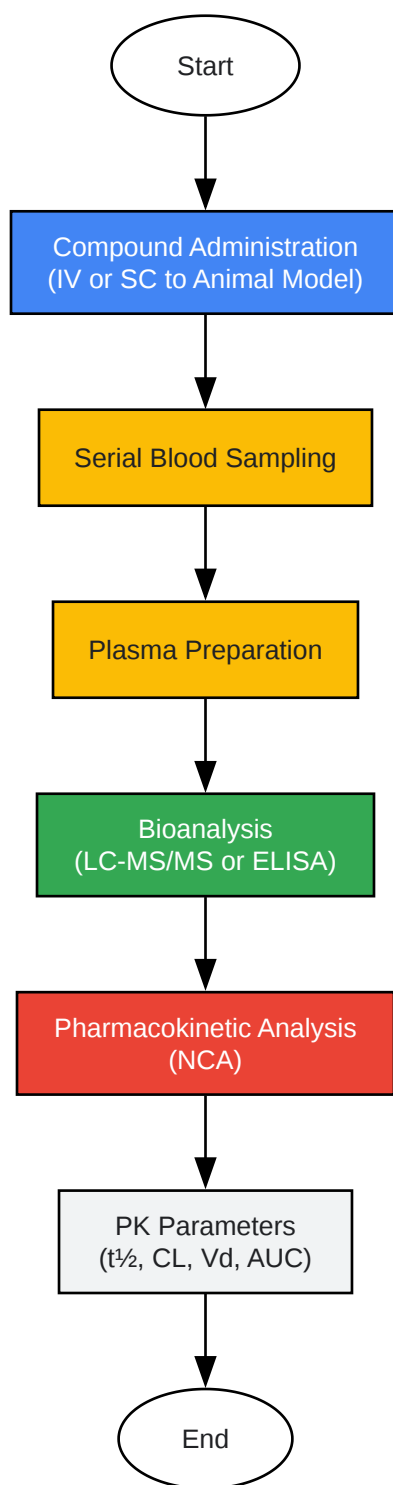 Start
Compound Administration
(IV or SC to Animal Model)
Serial Blood Sampling
Plasma Preparation
Bioanalysis
(LC-MS/MS or ELISA)
Pharmacokinetic Analysis
(NCA)
PK Parameters
(t½, CL, Vd, AUC)
End